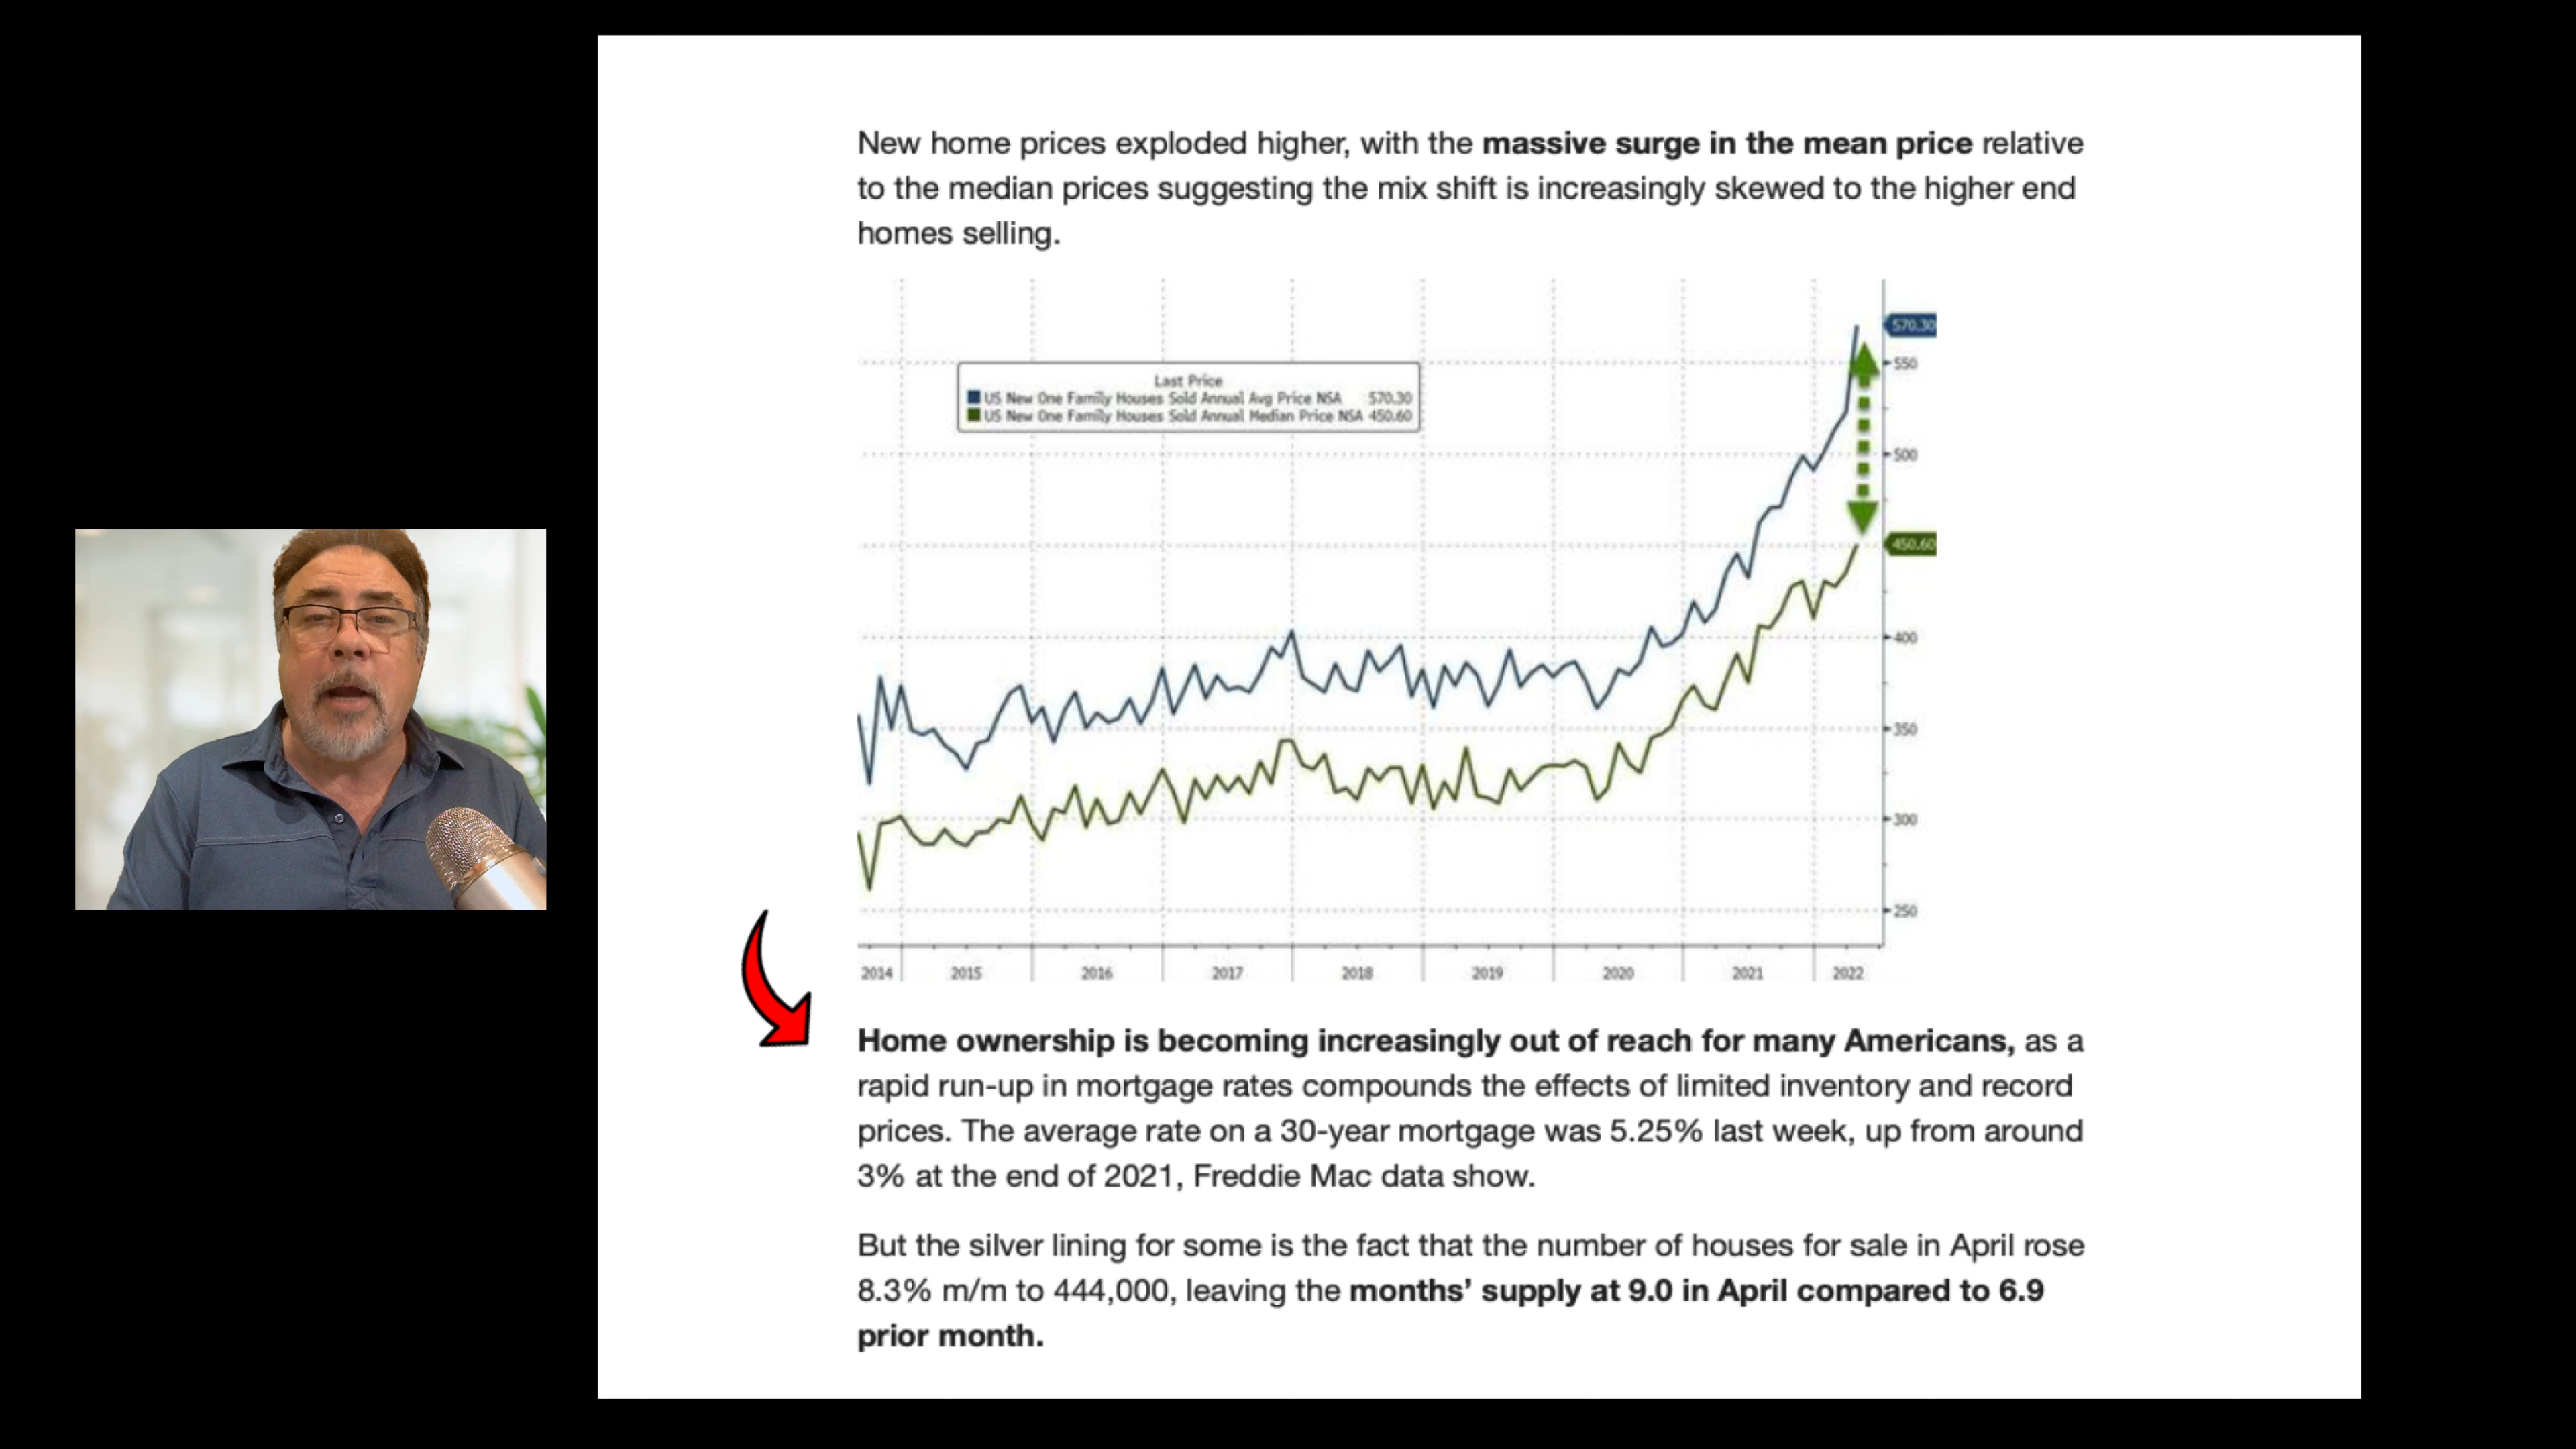 New home prices exploded higher, with the massive surge in the mean price relative
to the median prices suggesting the mix shift is increasingly skewed to the higher end
homes selling.
570.30
550
Last Price
US New One Family Houses Sold Annual Avg Price NSA 570.30
US New One Family Houses Sold Annual Median Price NSA 450.60
500
450.60
400
350
300
250
2014 2015 2016 2017 2018 2019 2020 2021 2022
Home ownership is becoming increasingly out of reach for many Americans, as a
rapid run-up in mortgage rates compounds the effects of limited inventory and record
prices. The average rate on a 30-year mortgage was 5.25% last week, up from around
3% at the end of 2021, Freddie Mac data show.
But the silver lining for some is the fact that the number of houses for sale in April rose
8.3% m/m to 444,000, leaving the months’ supply at 9.0 in April compared to 6.9
prior month.